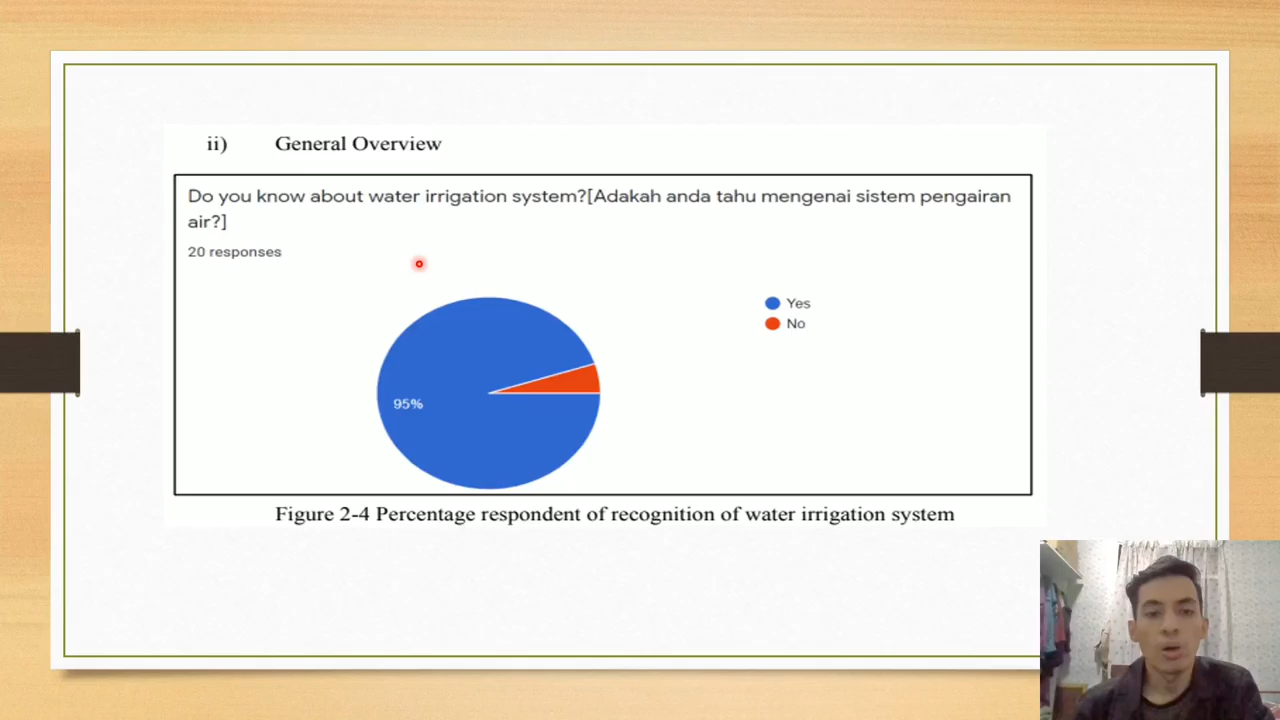 ii) General Overview
Do you know about water irrigation system?[Adakah anda tahu mengenai sistem pengairan
air?]
20 responses
Yes
No
95%
Figure 2-4 Percentage respondent of recognition of water irrigation system